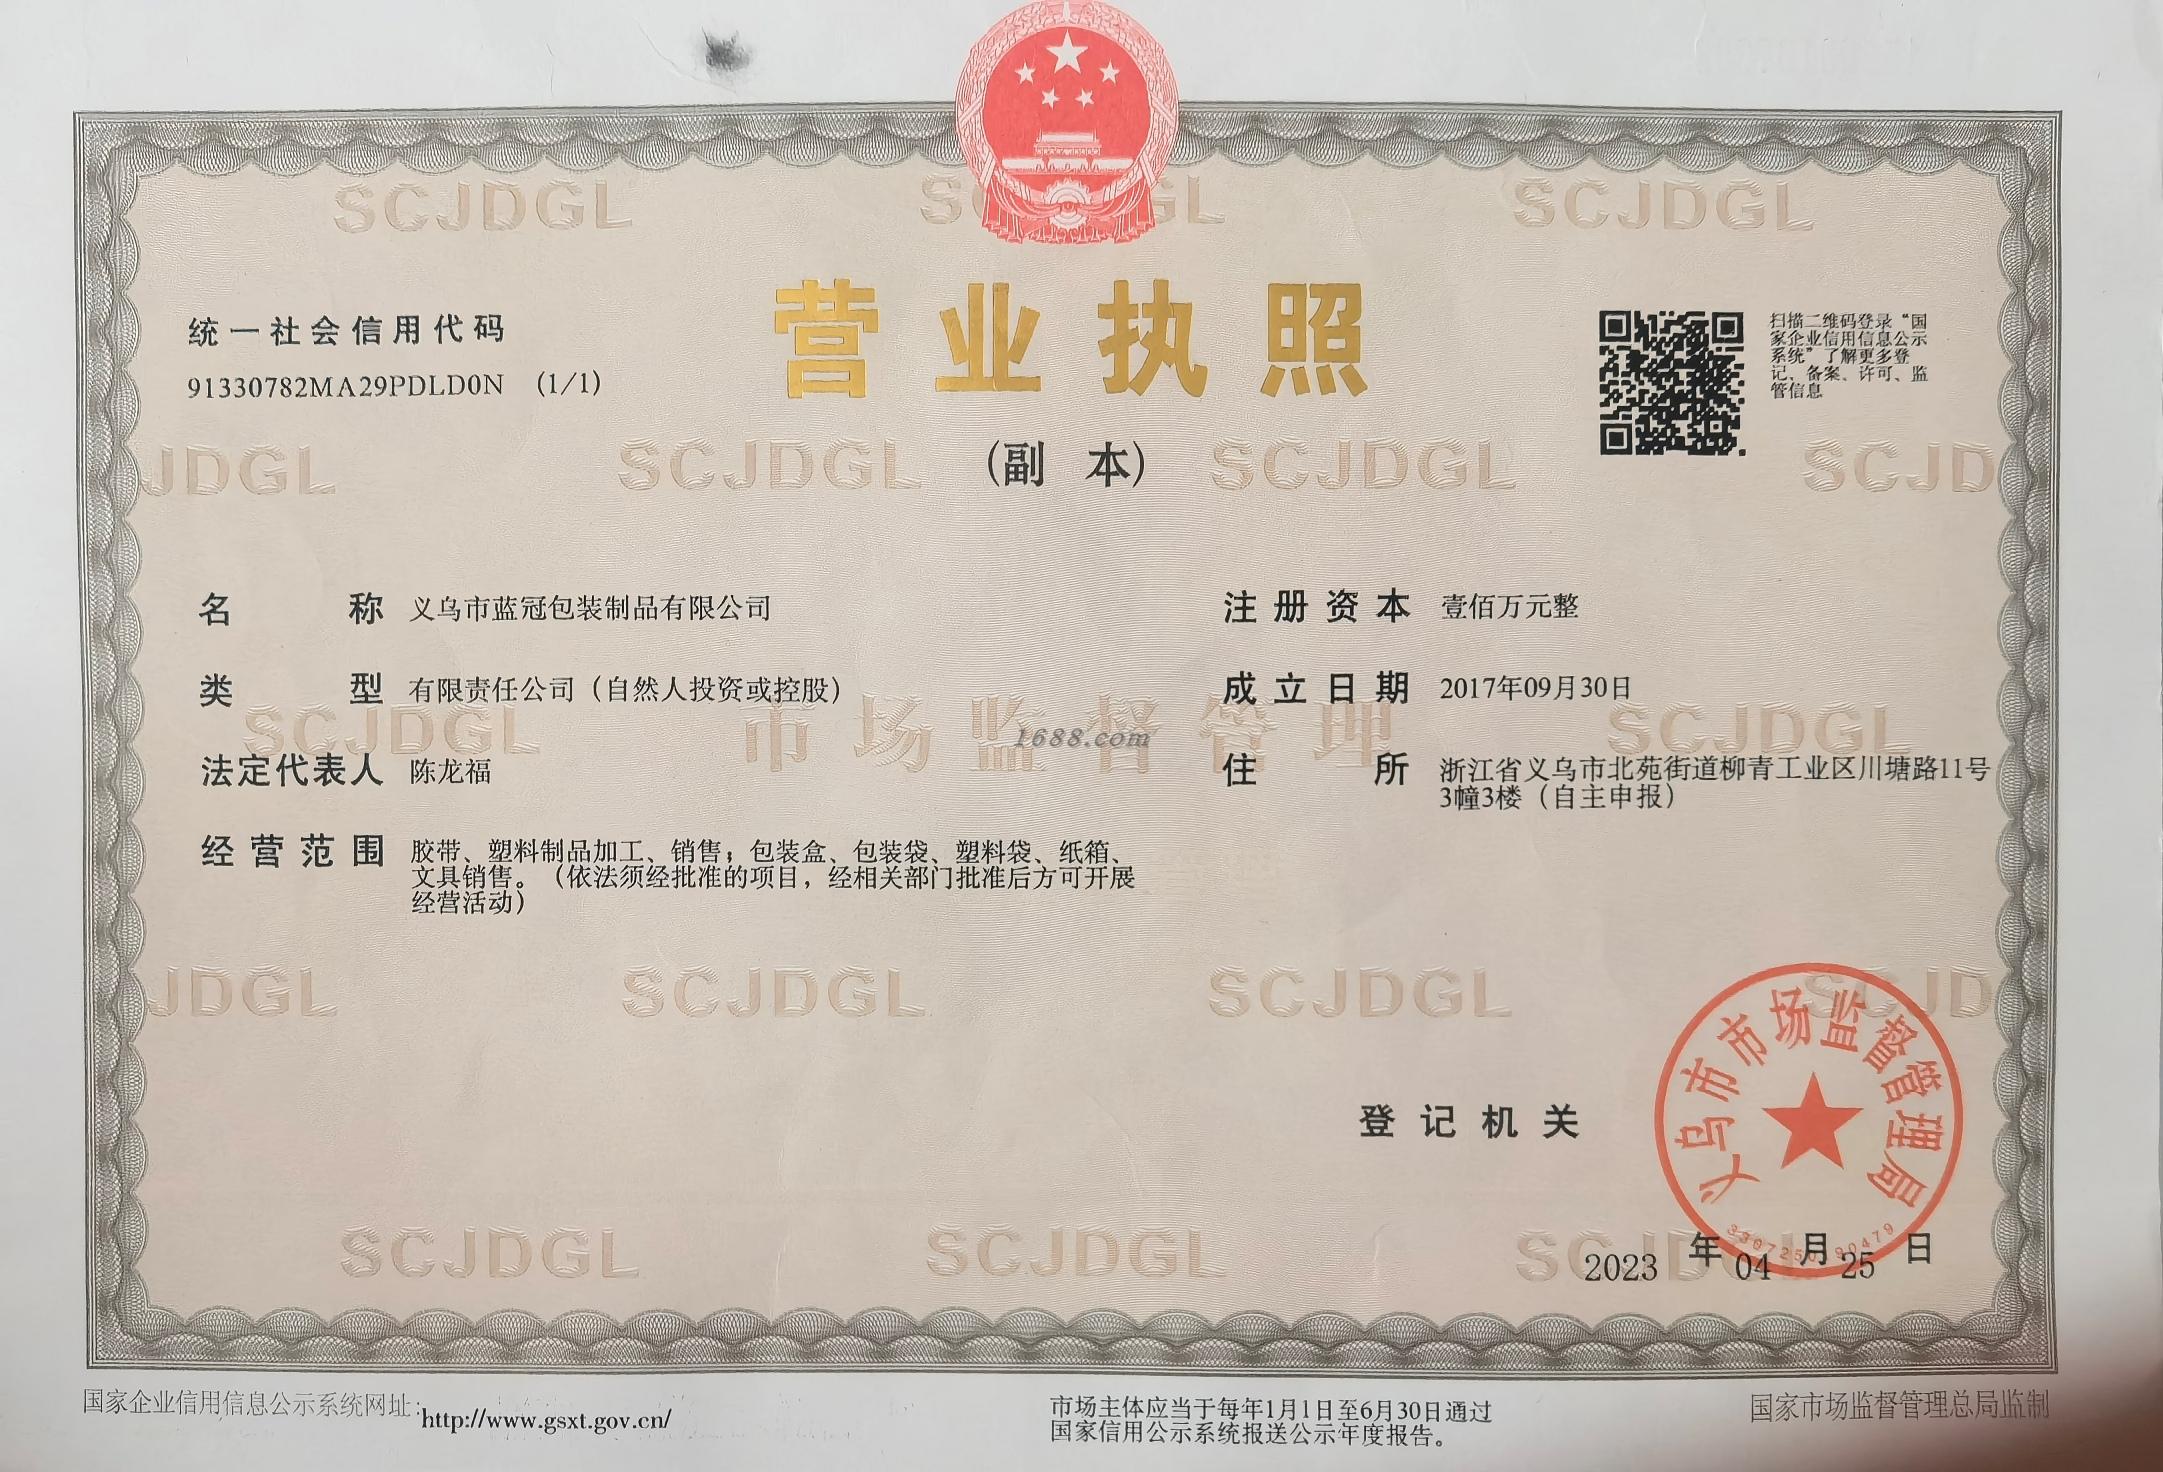 营业执照
(副 本)
统一社会信用代码
91330782MA29PDLD0N (1/1)
扫描二维码登录“国
家企业信用信息公示
系统”了解更多登
记、备案、许可、监
管信息
名 称 义乌市蓝冠包装制品有限公司
类 型 有限责任公司（自然人投资或控股）
法定代表人 陈龙福
经营范围 胶带、塑料制品加工、销售；包装盒、包装袋、塑料袋、纸箱、
文具销售。（依法须经批准的项目，经相关部门批准后方可开展
经营活动）
注册资本 壹佰万元整
成立日期 2017年09月30日
住 所 浙江省义乌市北苑街道柳青工业区川塘路11号
3幢3楼（自主申报）
SCJDGL
市场监督管理
1688.com
登记机关
义乌市市场监督管理局
2023 年 04 月 25 日
国家企业信用信息公示系统网址：http://www.gsxt.gov.cn/
市场主体应当于每年1月1日至6月30日通过
国家信用公示系统报送公示年度报告。
国家市场监督管理总局监制